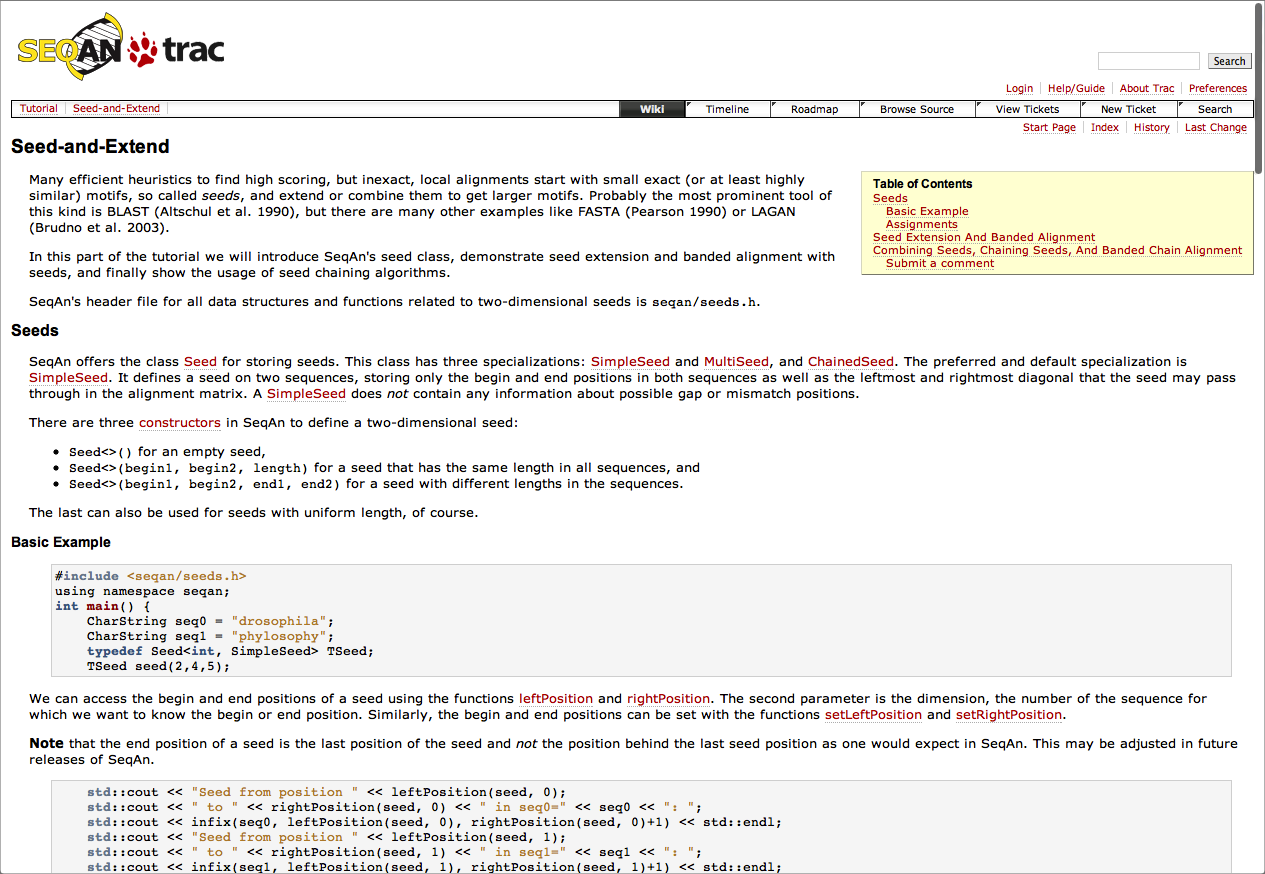 SEQAN trac
Search
Login Help/Guide About Trac Preferences
Tutorial Seed-and-Extend Wiki Timeline Roadmap Browse Source View Tickets New Ticket Search
Start Page Index History Last Change
Seed-and-Extend
Many efficient heuristics to find high scoring, but inexact, local alignments start with small exact (or at least highly
similar) motifs, so called seeds, and extend or combine them to get larger motifs. Probably the most prominent tool of
this kind is BLAST (Altschul et al. 1990), but there are many other examples like FASTA (Pearson 1990) or LAGAN
(Brudno et al. 2003).
In this part of the tutorial we will introduce SeqAn's seed class, demonstrate seed extension and banded alignment with
seeds, and finally show the usage of seed chaining algorithms.
SeqAn's header file for all data structures and functions related to two-dimensional seeds is seqan/seeds.h.
Table of Contents
Seeds
Basic Example
Assignments
Seed Extension And Banded Alignment
Combining Seeds, Chaining Seeds, And Banded Chain Alignment
Submit a comment
Seeds
SeqAn offers the class Seed for storing seeds. This class has three specializations: SimpleSeed and MultiSeed, and ChainedSeed. The preferred and default specialization is
SimpleSeed. It defines a seed on two sequences, storing only the begin and end positions in both sequences as well as the leftmost and rightmost diagonal that the seed may pass
through in the alignment matrix. A SimpleSeed does not contain any information about possible gap or mismatch positions.
There are three constructors in SeqAn to define a two-dimensional seed:
• Seed<>() for an empty seed,
• Seed<>(begin1, begin2, length) for a seed that has the same length in all sequences, and
• Seed<>(begin1, begin2, end1, end2) for a seed with different lengths in the sequences.
The last can also be used for seeds with uniform length, of course.
Basic Example
#include <seqan/seeds.h>
using namespace seqan;
int main() {
    CharString seq0 = "drosophila";
    CharString seq1 = "phylosophy";
    typedef Seed<int, SimpleSeed> TSeed;
    TSeed seed(2,4,5);
We can access the begin and end positions of a seed using the functions leftPosition and rightPosition. The second parameter is the dimension, the number of the sequence for
which we want to know the begin or end position. Similarly, the begin and end positions can be set with the functions setLeftPosition and setRightPosition.
Note that the end position of a seed is the last position of the seed and not the position behind the last seed position as one would expect in SeqAn. This may be adjusted in future
releases of SeqAn.
    std::cout << "Seed from position " << leftPosition(seed, 0);
    std::cout << " to " << rightPosition(seed, 0) << " in seq0=" << seq0 << ": ";
    std::cout << infix(seq0, leftPosition(seed, 0), rightPosition(seed, 0)+1) << std::endl;
    std::cout << "Seed from position " << leftPosition(seed, 1);
    std::cout << " to " << rightPosition(seed, 1) << " in seq1=" << seq1 << ": ";
    std::cout << infix(seq1, leftPosition(seed, 1), rightPosition(seed, 1)+1) << std::endl;